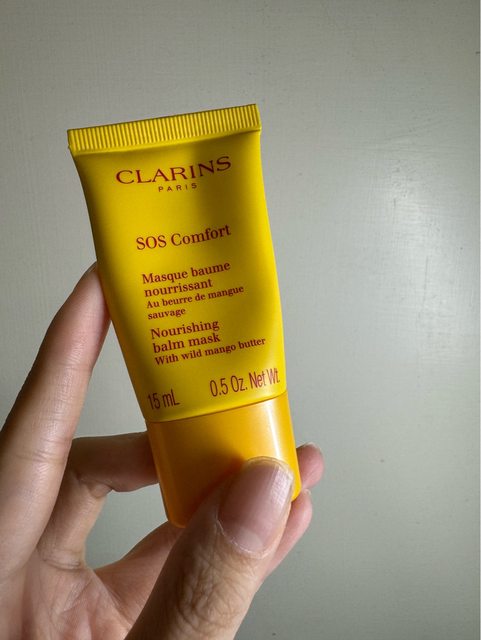 CLARINS
PARIS
SOS Comfort
Masque baume
nourrissant
Au beurre de mangue
sauvage
Nourishing
balm mask
With wild mango butter
15 mL 0.5 Oz. Net Wt.